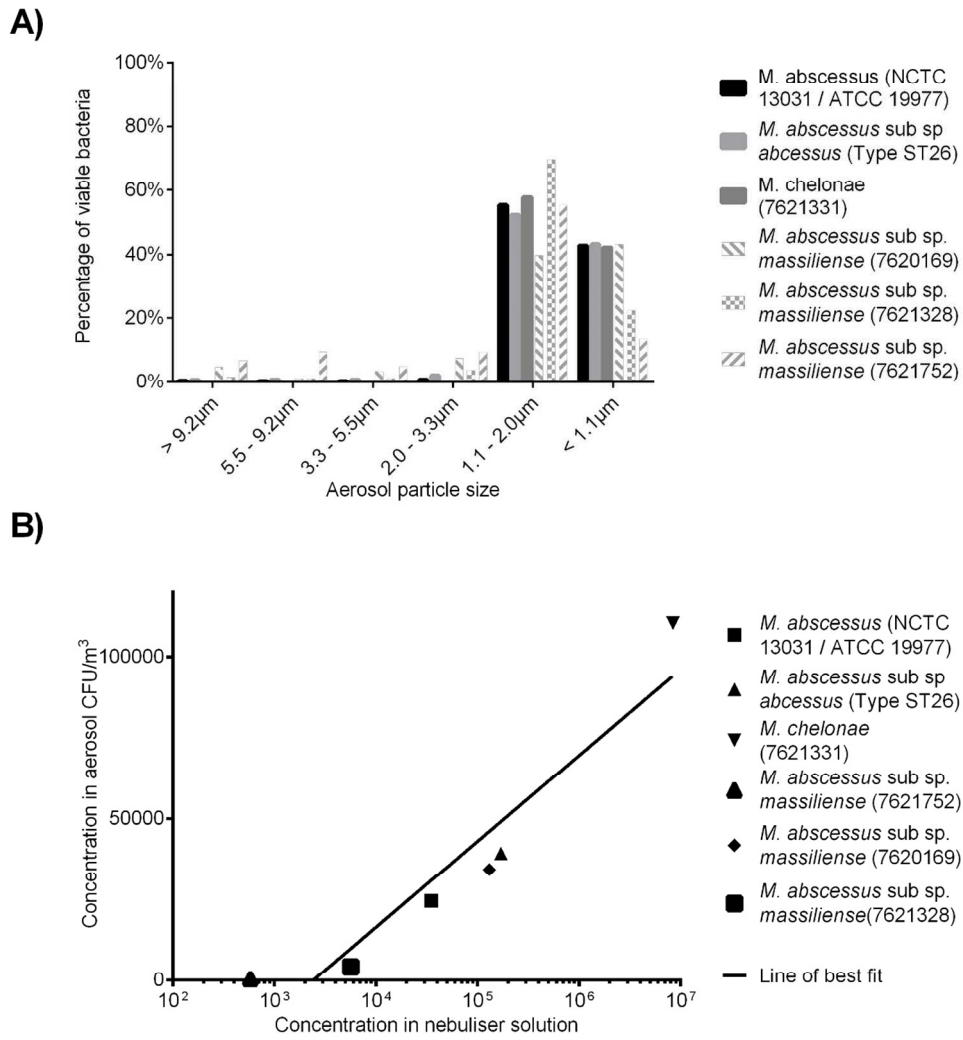 A)
100%
80%
60%
40%
20%
0%
Percentage of viable bacteria
> 9.2µm
5.5 - 9.2µm
3.3 - 5.5µm
2.0 - 3.3µm
1.1 - 2.0µm
< 1.1µm
Aerosol particle size
M. abscessus (NCTC
13031 / ATCC 19977)
M. abscessus sub sp
abcessus (Type ST26)
M. chelonae
(7621331)
M. abscessus sub sp.
massiliense (7620169)
M. abscessus sub sp.
massiliense (7621328)
M. abscessus sub sp.
massiliense (7621752)
B)
Concentration in aerosol CFU/m³
100000
50000
0
10²
10³
10⁴
10⁵
10⁶
10⁷
Concentration in nebuliser solution
M. abscessus (NCTC
13031 / ATCC 19977)
M. abscessus sub sp
abcessus (Type ST26)
M. chelonae
(7621331)
M. abscessus sub sp.
massiliense (7621752)
M. abscessus sub sp.
massiliense (7620169)
M. abscessus sub sp.
massiliense(7621328)
Line of best fit